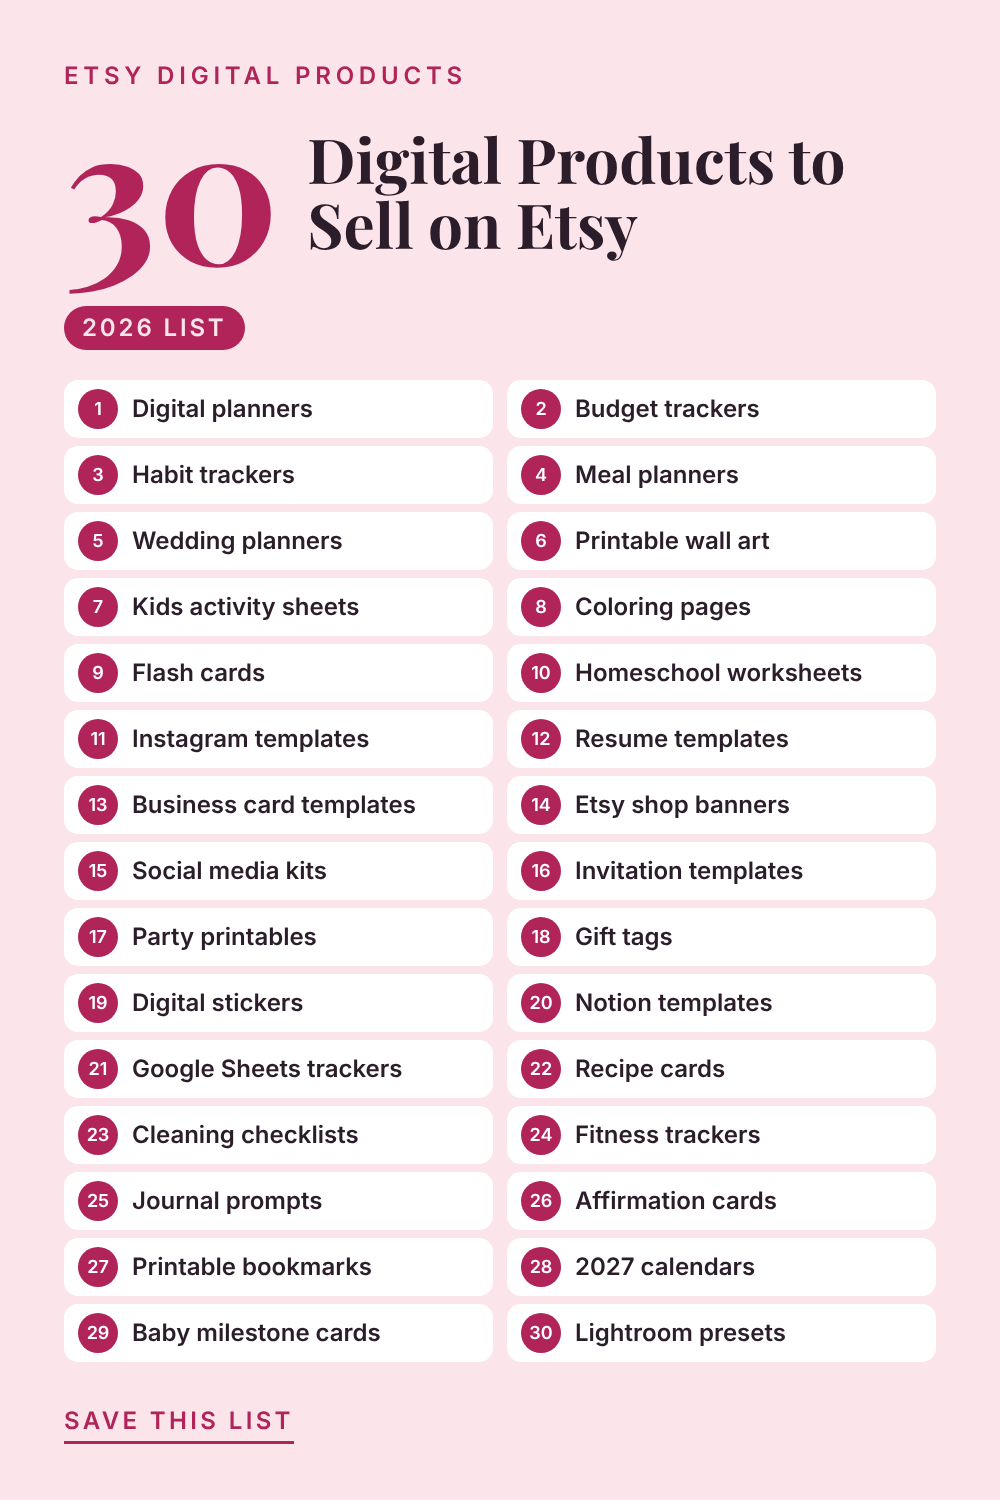 ETSY DIGITAL PRODUCTS
30
Digital Products to
Sell on Etsy
2026 LIST
1 Digital planners
2 Budget trackers
3 Habit trackers
4 Meal planners
5 Wedding planners
6 Printable wall art
7 Kids activity sheets
8 Coloring pages
9 Flash cards
10 Homeschool worksheets
11 Instagram templates
12 Resume templates
13 Business card templates
14 Etsy shop banners
15 Social media kits
16 Invitation templates
17 Party printables
18 Gift tags
19 Digital stickers
20 Notion templates
21 Google Sheets trackers
22 Recipe cards
23 Cleaning checklists
24 Fitness trackers
25 Journal prompts
26 Affirmation cards
27 Printable bookmarks
28 2027 calendars
29 Baby milestone cards
30 Lightroom presets
SAVE THIS LIST